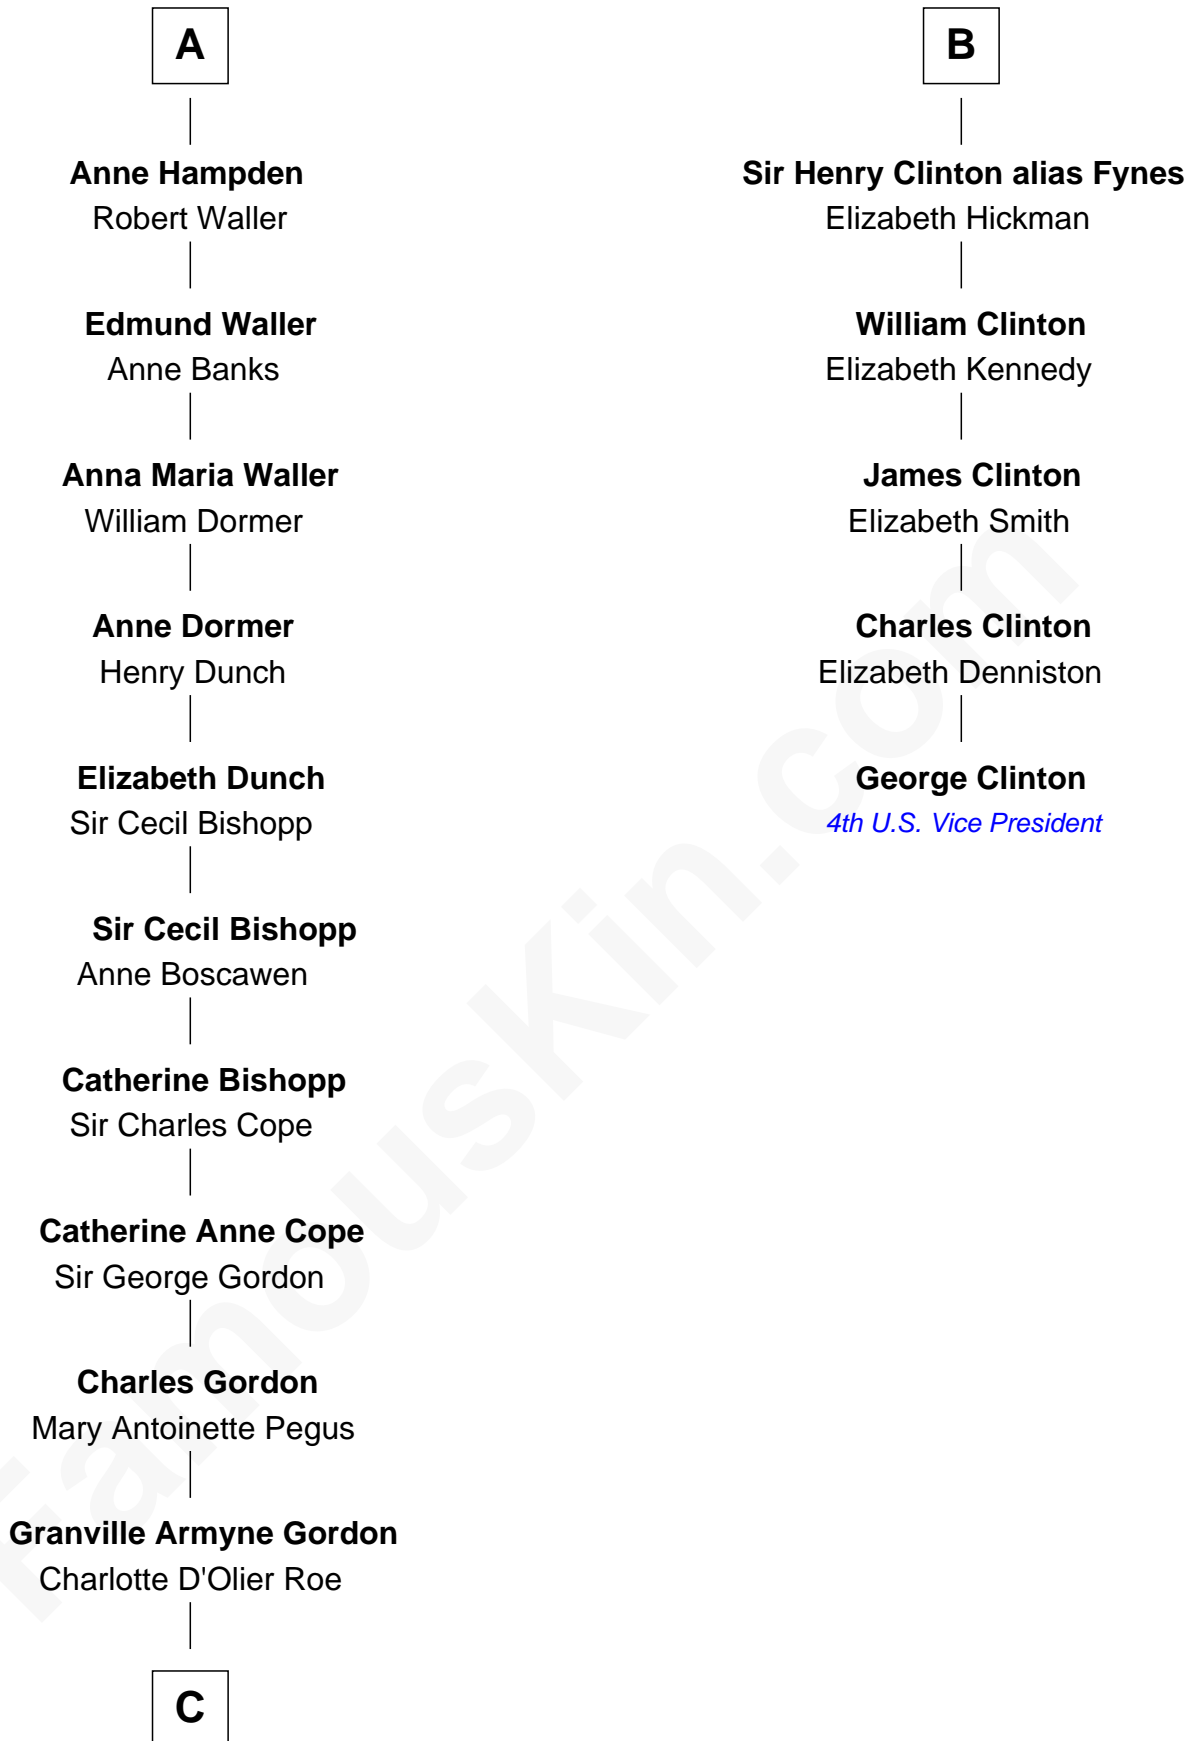 A
Anne Hampden
Robert Waller
Edmund Waller
Anne Banks
Anna Maria Waller
William Dormer
Anne Dormer
Henry Dunch
Elizabeth Dunch
Sir Cecil Bishopp
Sir Cecil Bishopp
Anne Boscawen
Catherine Bishopp
Sir Charles Cope
Catherine Anne Cope
Sir George Gordon
Charles Gordon
Mary Antoinette Pegus
Granville Armyne Gordon
Charlotte D'Olier Roe
C
B
Sir Henry Clinton alias Fynes
Elizabeth Hickman
William Clinton
Elizabeth Kennedy
James Clinton
Elizabeth Smith
Charles Clinton
Elizabeth Denniston
George Clinton
4th U.S. Vice President
FamousKin.com